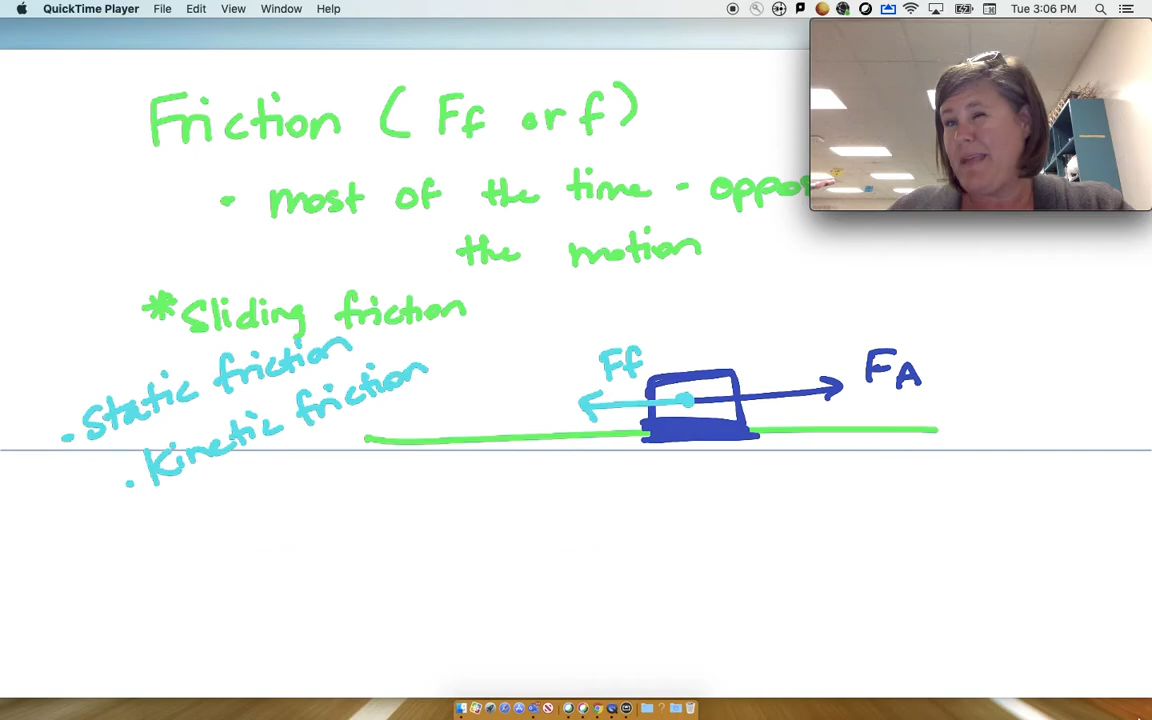 QuickTime Player File Edit View Window Help Tue 3:06 PM
Friction ( Ff or f )
• most of the time - oppos
the motion
*Sliding friction
• Static friction
• Kinetic friction
Ff
FA